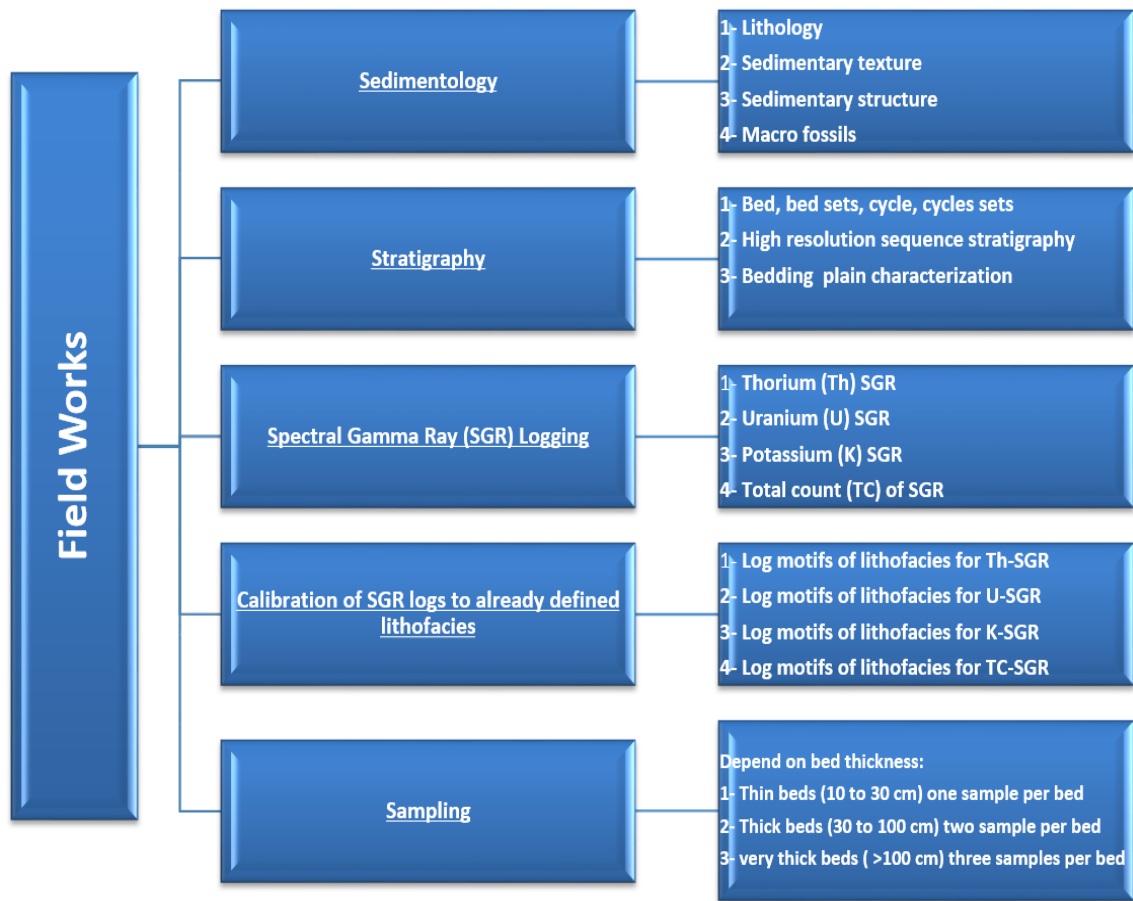 Field Works
Sedimentology
1- Lithology
2- Sedimentary texture
3- Sedimentary structure
4- Macro fossils
Stratigraphy
1- Bed, bed sets, cycle, cycles sets
2- High resolution sequence stratigraphy
3- Bedding plain characterization
Spectral Gamma Ray (SGR) Logging
1- Thorium (Th) SGR
2- Uranium (U) SGR
3- Potassium (K) SGR
4- Total count (TC) of SGR
Calibration of SGR logs to already defined
lithofacies
1- Log motifs of lithofacies for Th-SGR
2- Log motifs of lithofacies for U-SGR
3- Log motifs of lithofacies for K-SGR
4- Log motifs of lithofacies for TC-SGR
Sampling
Depend on bed thickness:
1- Thin beds (10 to 30 cm) one sample per bed
2- Thick beds (30 to 100 cm) two sample per bed
3- very thick beds ( >100 cm) three samples per bed